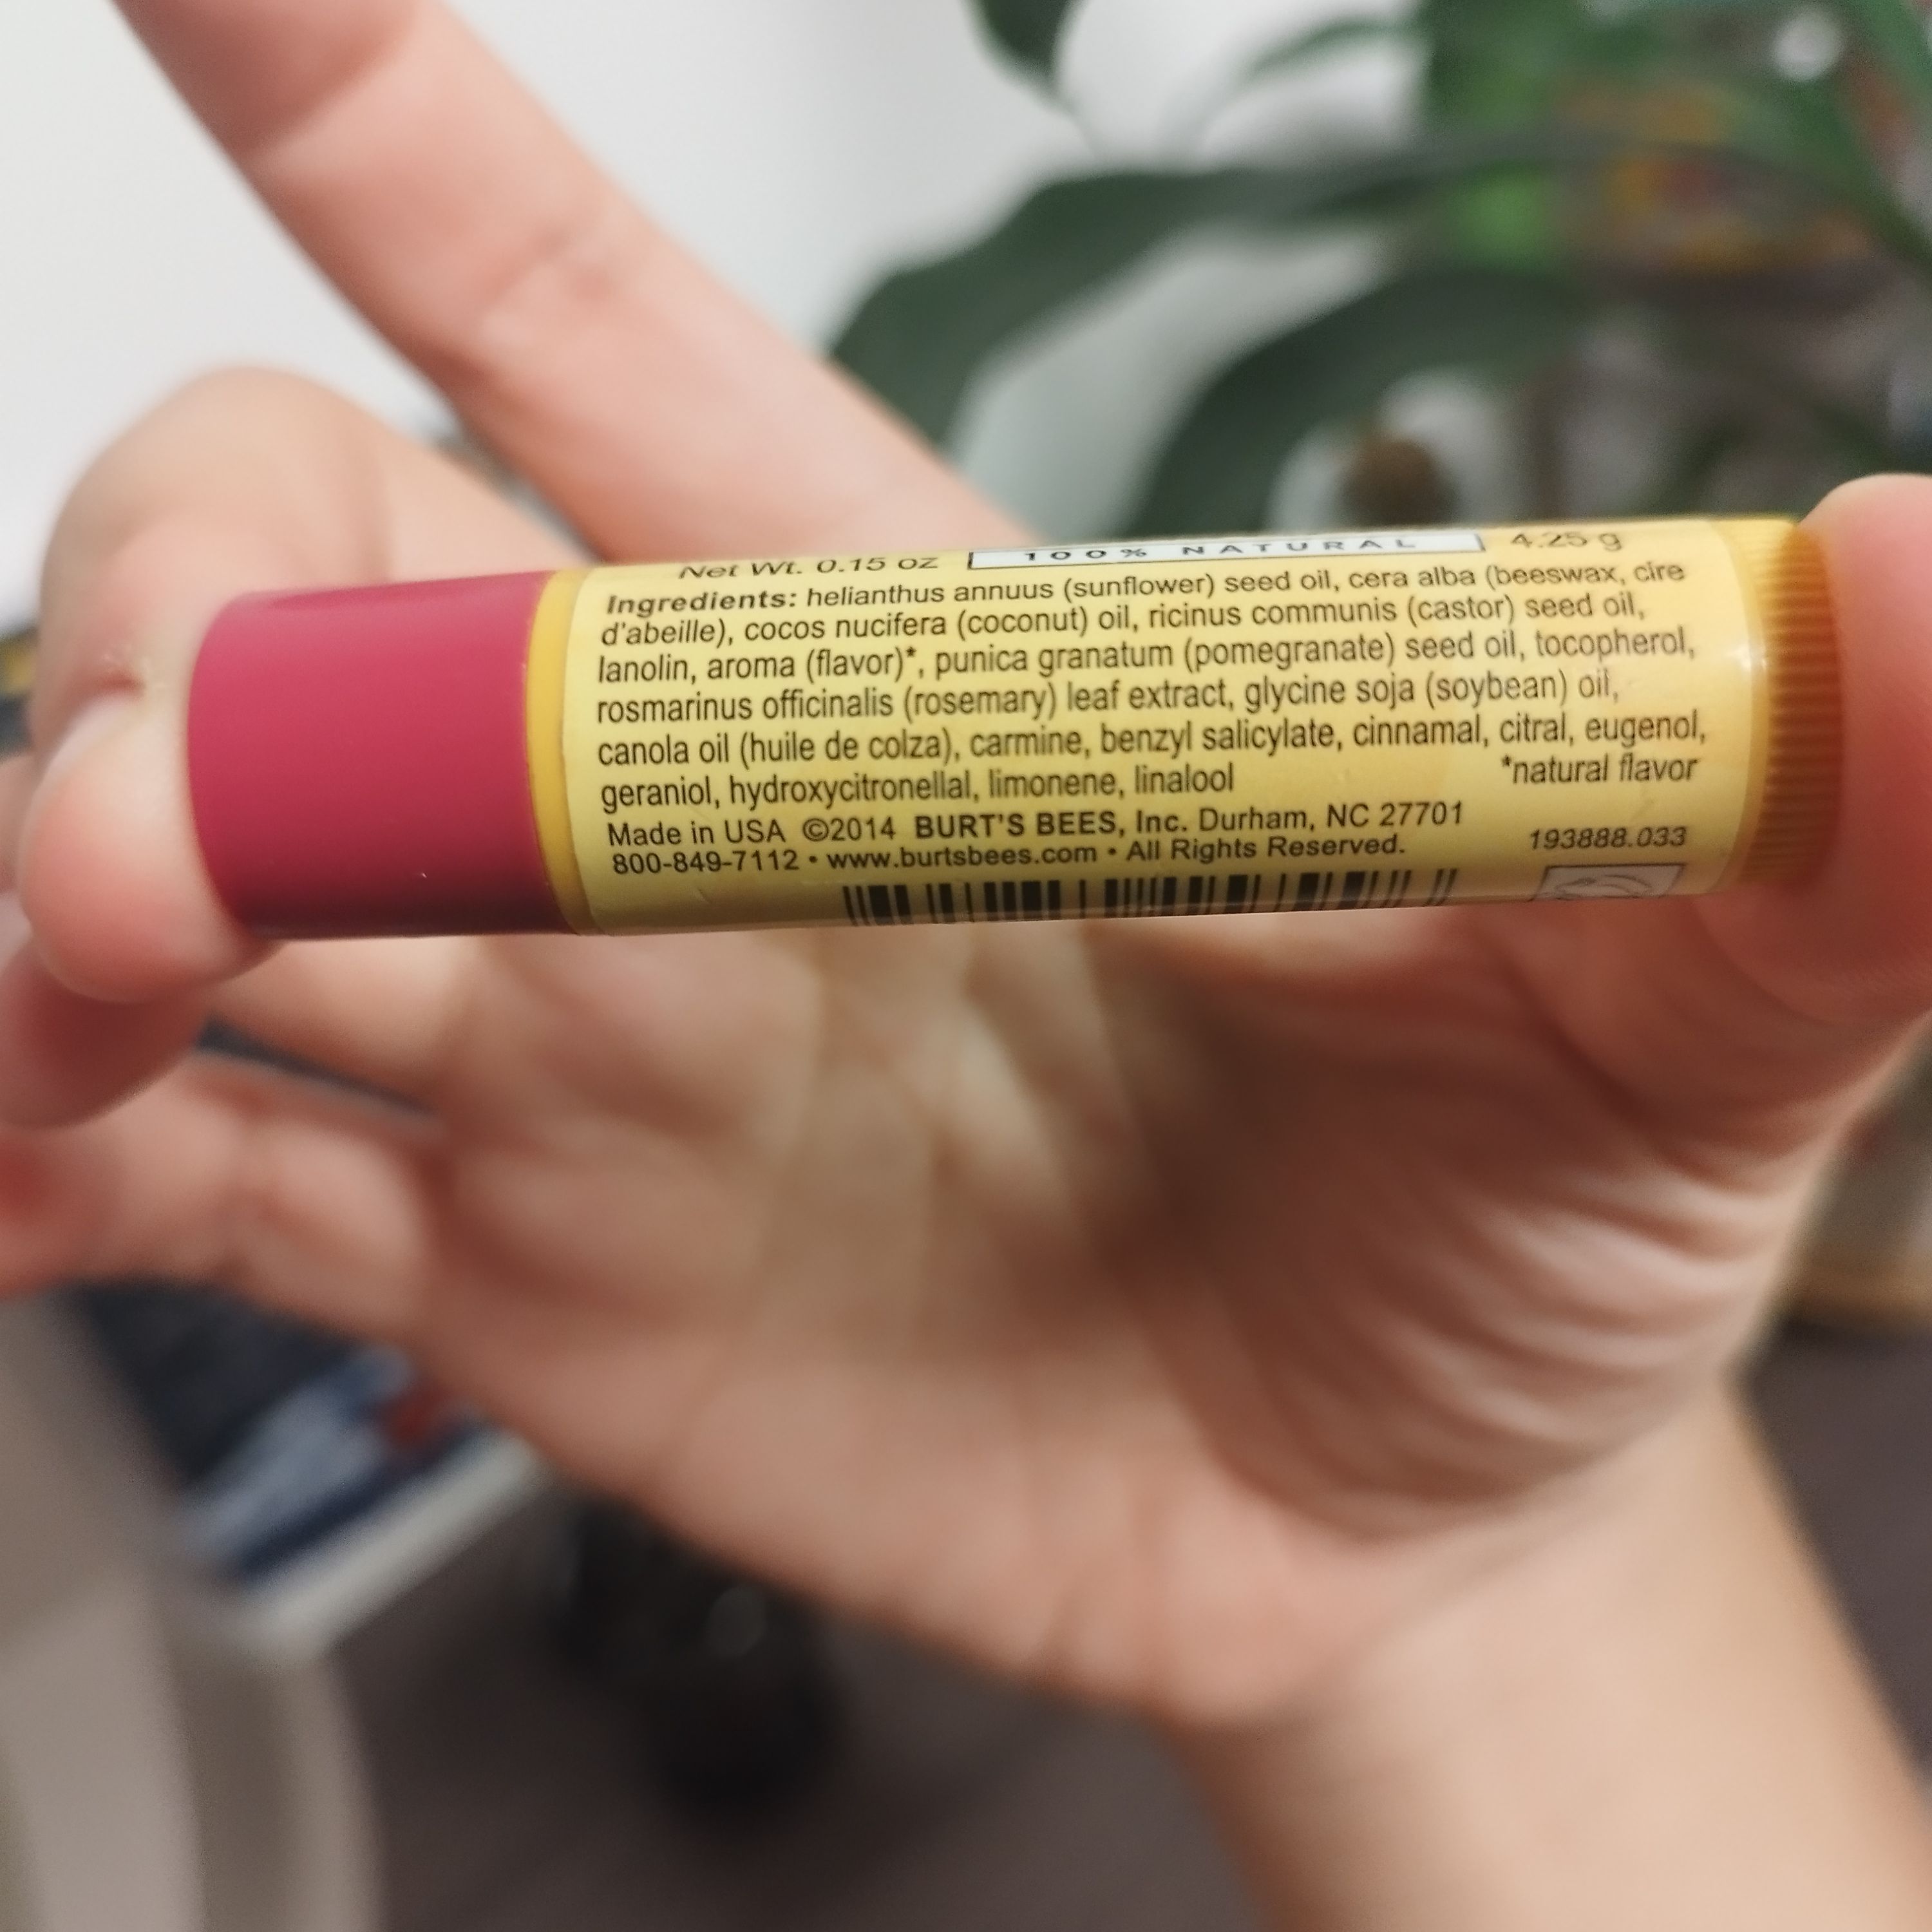 Net Wt. 0.15 oz 100% NATURAL 4.25 g
Ingredients: helianthus annuus (sunflower) seed oil, cera alba (beeswax, cire
d'abeille), cocos nucifera (coconut) oil, ricinus communis (castor) seed oil,
lanolin, aroma (flavor)*, punica granatum (pomegranate) seed oil, tocopherol,
rosmarinus officinalis (rosemary) leaf extract, glycine soja (soybean) oil,
canola oil (huile de colza), carmine, benzyl salicylate, cinnamal, citral, eugenol,
geraniol, hydroxycitronellal, limonene, linalool *natural flavor
Made in USA ©2014 BURT'S BEES, Inc. Durham, NC 27701
800-849-7112 • www.burtsbees.com • All Rights Reserved. 193888.033